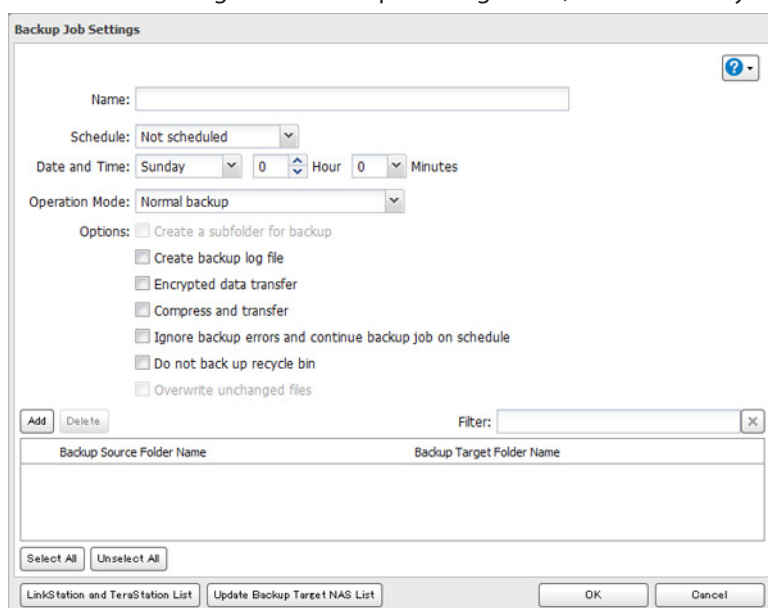 Backup Job Settings
Name:
Schedule: Not scheduled
Date and Time: Sunday 0 Hour 0 Minutes
Operation Mode: Normal backup
Options: Create a subfolder for backup
Create backup log file
Encrypted data transfer
Compress and transfer
Ignore backup errors and continue backup job on schedule
Do not back up recycle bin
Overwrite unchanged files
Add Delete Filter:
Backup Source Folder Name Backup Target Folder Name
Select All Unselect All
LinkStation and TeraStation List Update Backup Target NAS List OK Cancel